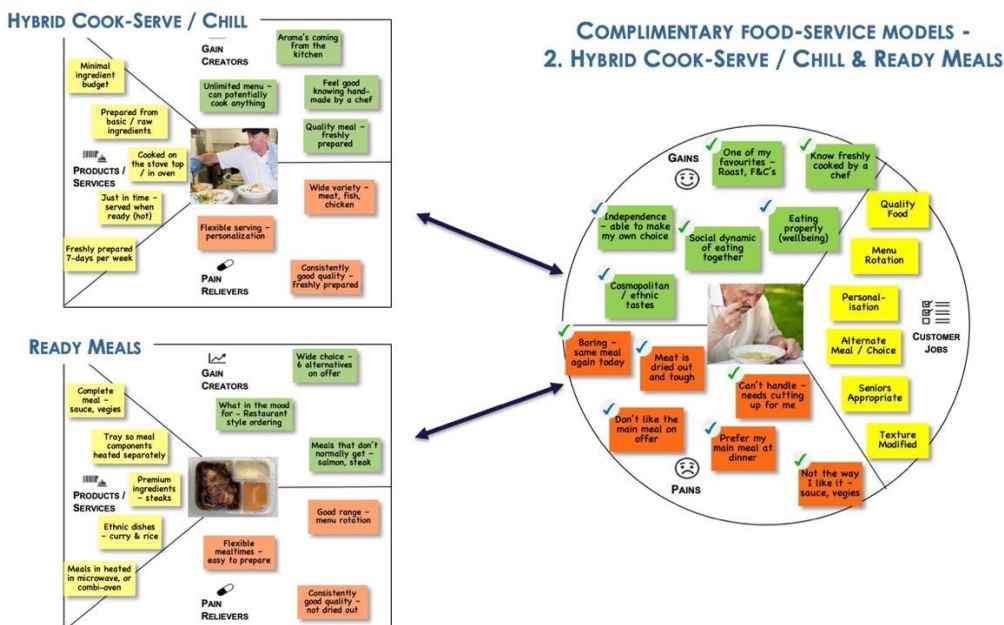 HYBRID COOK-SERVE / CHILL
GAIN
CREATORS
Aroma's coming
from the
kitchen
Minimal
ingredient
budget
Unlimited menu –
can potentially
cook anything
Feel good
knowing hand-
made by a chef
Prepared from
basic / raw
ingredients
Quality meal –
freshly
prepared
PRODUCTS /
SERVICES
Cooked on
the stove top
/ in oven
Just in time –
served when
ready (hot)
Wide variety –
meat, fish,
chicken
Freshly prepared
7-days per week
Flexible serving –
personalization
PAIN
RELIEVERS
Consistently
good quality –
freshly prepared
READY MEALS
GAIN
CREATORS
Wide choice –
6 alternatives
on offer
Complete
meal –
sauce, vegies
What in the mood
for – Restaurant
style ordering
Tray so meal
components
heated separately
Meals that don't
normally get –
salmon, steak
PRODUCTS /
SERVICES
Premium
ingredients
– steaks
Ethnic dishes
– curry & rice
Good range –
menu rotation
Meals in heated
in microwave, or
combi-oven
Flexible
mealtimes –
easy to prepare
PAIN
RELIEVERS
Consistently
good quality –
not dried out
COMPLIMENTARY FOOD-SERVICE MODELS -
2. HYBRID COOK-SERVE / CHILL & READY MEALS
GAINS
One of my
favourites –
Roast, F&C's
Know freshly
cooked by a
chef
Independence
– able to make
my own choice
Social dynamic
of eating
together
Eating
properly
(wellbeing)
Cosmopolitan
/ ethnic
tastes
Quality
Food
Menu
Rotation
Personal-
isation
Alternate
Meal / Choice
Seniors
Appropriate
Texture
Modified
CUSTOMER
JOBS
Boring –
same meal
again today
Meat is
dried out
and tough
Can't handle –
needs cutting
up for me
Don't like the
main meal on
offer
Prefer my
main meal at
dinner
Not the way
I like it –
sauce, vegies
PAINS